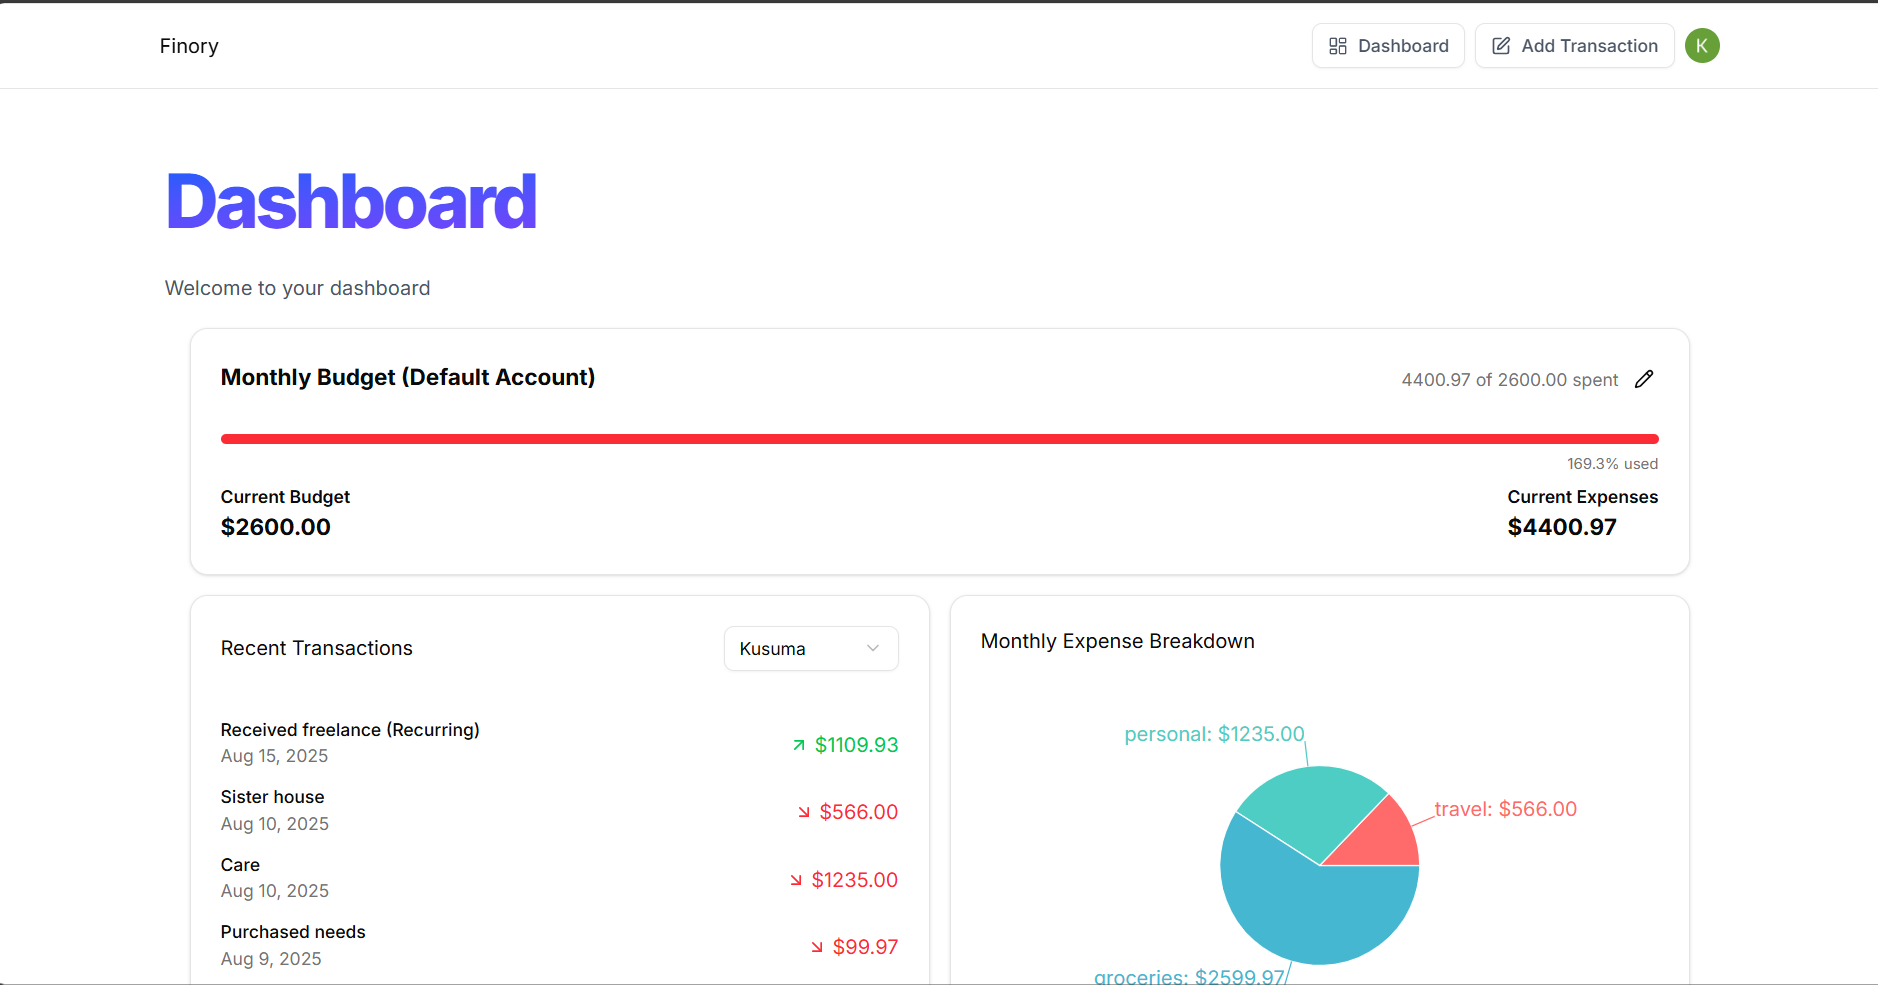 Finory
Dashboard
Add Transaction
K
Dashboard
Welcome to your dashboard
Monthly Budget (Default Account)
4400.97 of 2600.00 spent
169.3% used
Current Budget
$2600.00
Current Expenses
$4400.97
Recent Transactions
Kusuma
Received freelance (Recurring)
Aug 15, 2025
$1109.93
Sister house
Aug 10, 2025
$566.00
Care
Aug 10, 2025
$1235.00
Purchased needs
Aug 9, 2025
$99.97
Monthly Expense Breakdown
personal: $1235.00
travel: $566.00
groceries: $2599.97